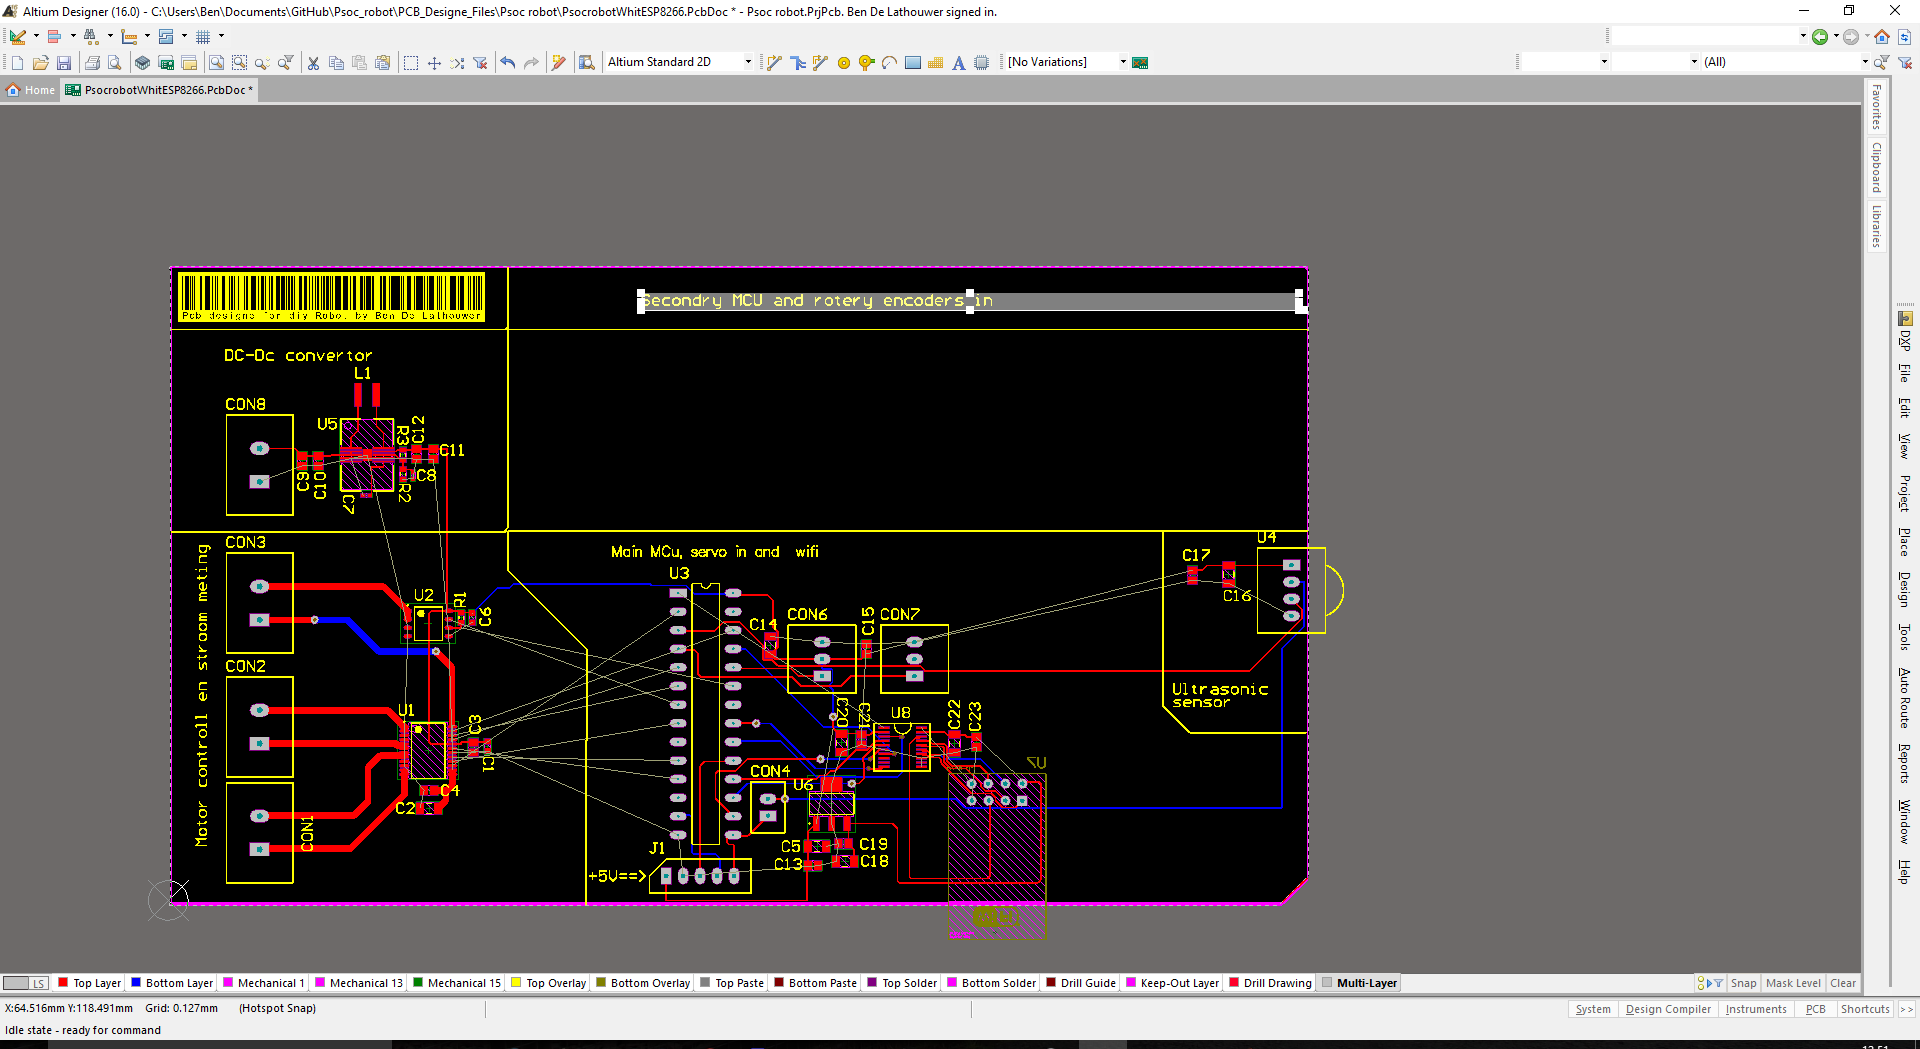 Altium Designer (16.0) - C:\Users\Ben\Documents\GitHub\Psoc_robot\PCB_Designe_Files\Psoc robot\PsocrobotWhitESP8266.PcbDoc * - Psoc robot.PrjPcb. Ben De Lathouwer signed in.
Altium Standard 2D
[No Variations]
(All)
Home
PsocrobotWhitESP8266.PcbDoc *
Favorites
Clipboard
Libraries
DXP
File
Edit
View
Project
Place
Design
Tools
Auto Route
Reports
Window
Help
Pcb designe for diy Robot by Ben De Lathouwer
Secondry MCU and rotery encoders in
DC-Dc convertor
L1
CON8
U5
R3
C12
C11
C8
C9
C10
R2
C7
Motor controll en stroom meting
CON3
U2
R1
C6
CON2
U1
C3
C1
C4
C2
CON1
Main MCu, servo in and wifi
U3
C14
CON6
C15
CON7
C17
U4
C16
Ultrasonic
sensor
C20
C21
U8
C22
C23
U7
CON4
U6
J1
C5
C19
C13
C18
+5V==>
LS
Top Layer
Bottom Layer
Mechanical 1
Mechanical 13
Mechanical 15
Top Overlay
Bottom Overlay
Top Paste
Bottom Paste
Top Solder
Bottom Solder
Drill Guide
Keep-Out Layer
Drill Drawing
Multi-Layer
Snap
Mask Level
Clear
X:64.516mm Y:118.491mm Grid: 0.127mm (Hotspot Snap)
System
Design Compiler
Instruments
PCB
Shortcuts
>>
Idle state - ready for command